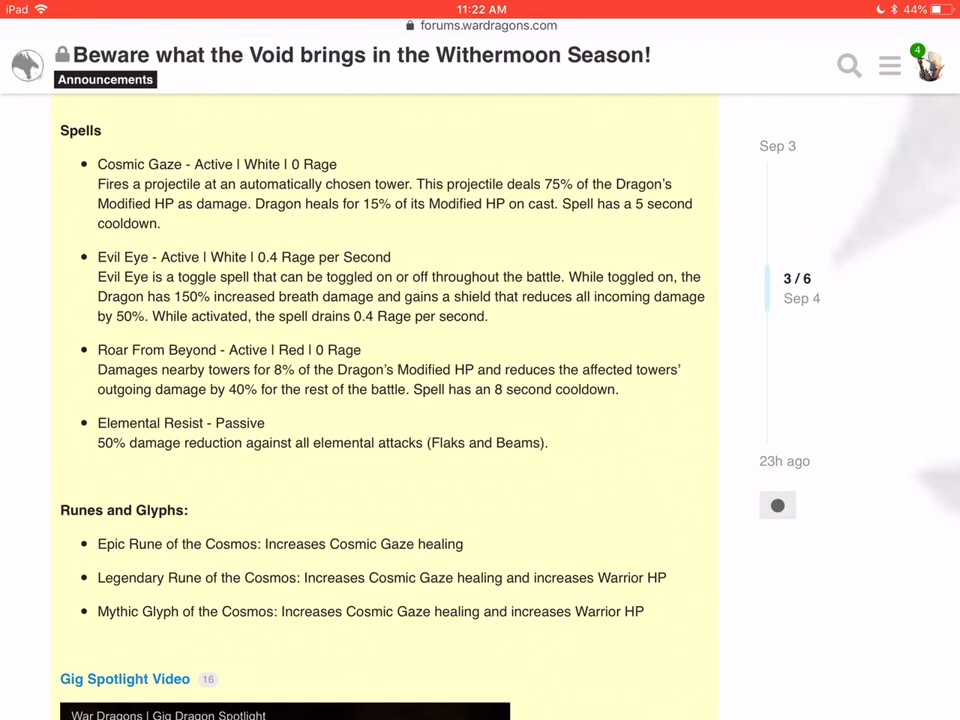 iPad
11:22 AM
44%
forums.wardragons.com
Beware what the Void brings in the Withermoon Season!
Announcements
4
Spells
• Cosmic Gaze - Active | White | 0 Rage
Fires a projectile at an automatically chosen tower. This projectile deals 75% of the Dragon's
Modified HP as damage. Dragon heals for 15% of its Modified HP on cast. Spell has a 5 second
cooldown.
• Evil Eye - Active | White | 0.4 Rage per Second
Evil Eye is a toggle spell that can be toggled on or off throughout the battle. While toggled on, the
Dragon has 150% increased breath damage and gains a shield that reduces all incoming damage
by 50%. While activated, the spell drains 0.4 Rage per second.
• Roar From Beyond - Active | Red | 0 Rage
Damages nearby towers for 8% of the Dragon's Modified HP and reduces the affected towers'
outgoing damage by 40% for the rest of the battle. Spell has an 8 second cooldown.
• Elemental Resist - Passive
50% damage reduction against all elemental attacks (Flaks and Beams).
Runes and Glyphs:
• Epic Rune of the Cosmos: Increases Cosmic Gaze healing
• Legendary Rune of the Cosmos: Increases Cosmic Gaze healing and increases Warrior HP
• Mythic Glyph of the Cosmos: Increases Cosmic Gaze healing and increases Warrior HP
Gig Spotlight Video 16
War Dragons | Gig Dragon Spotlight
Sep 3
3 / 6
Sep 4
23h ago